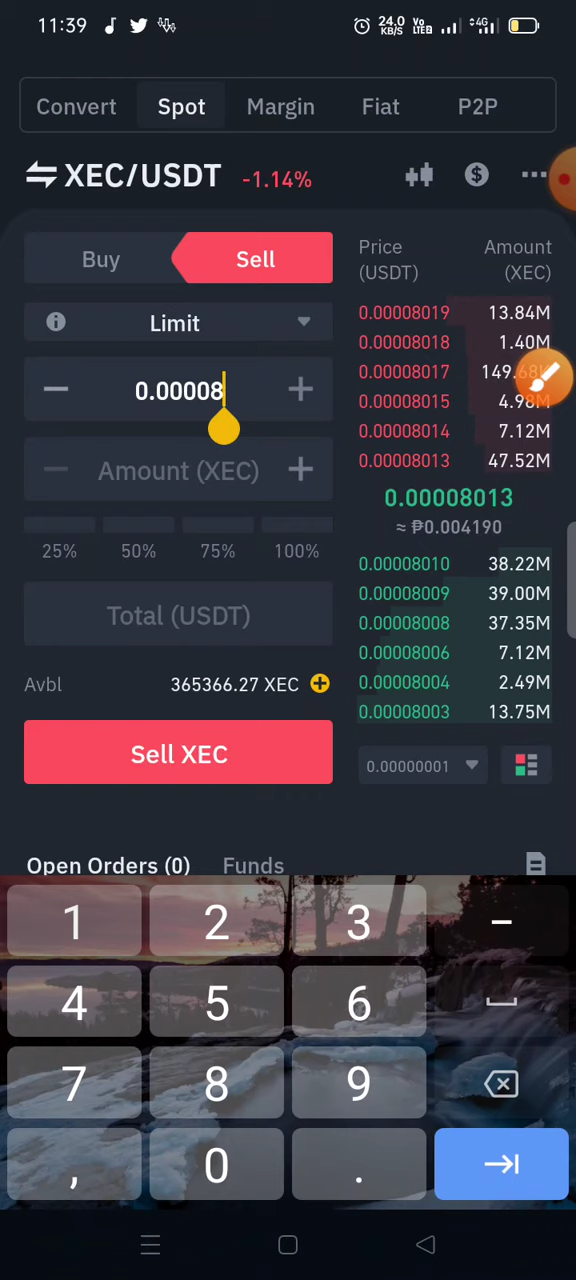 11:39 24.0 KB/S Vo LTE2 4G
Convert Spot Margin Fiat P2P
XEC/USDT -1.14%
Buy Sell
Limit
0.00008
Amount (XEC)
25% 50% 75% 100%
Total (USDT)
Avbl 365366.27 XEC
Sell XEC
Price (USDT) Amount (XEC)
0.00008019 13.84M
0.00008018 1.40M
0.00008017 149.68M
0.00008015 4.98M
0.00008014 7.12M
0.00008013 47.52M
0.00008013
≈ ₱0.004190
0.00008010 38.22M
0.00008009 39.00M
0.00008008 37.35M
0.00008006 7.12M
0.00008004 2.49M
0.00008003 13.75M
0.00000001
Open Orders (0) Funds
1 2 3 −
4 5 6
7 8 9
, 0 .